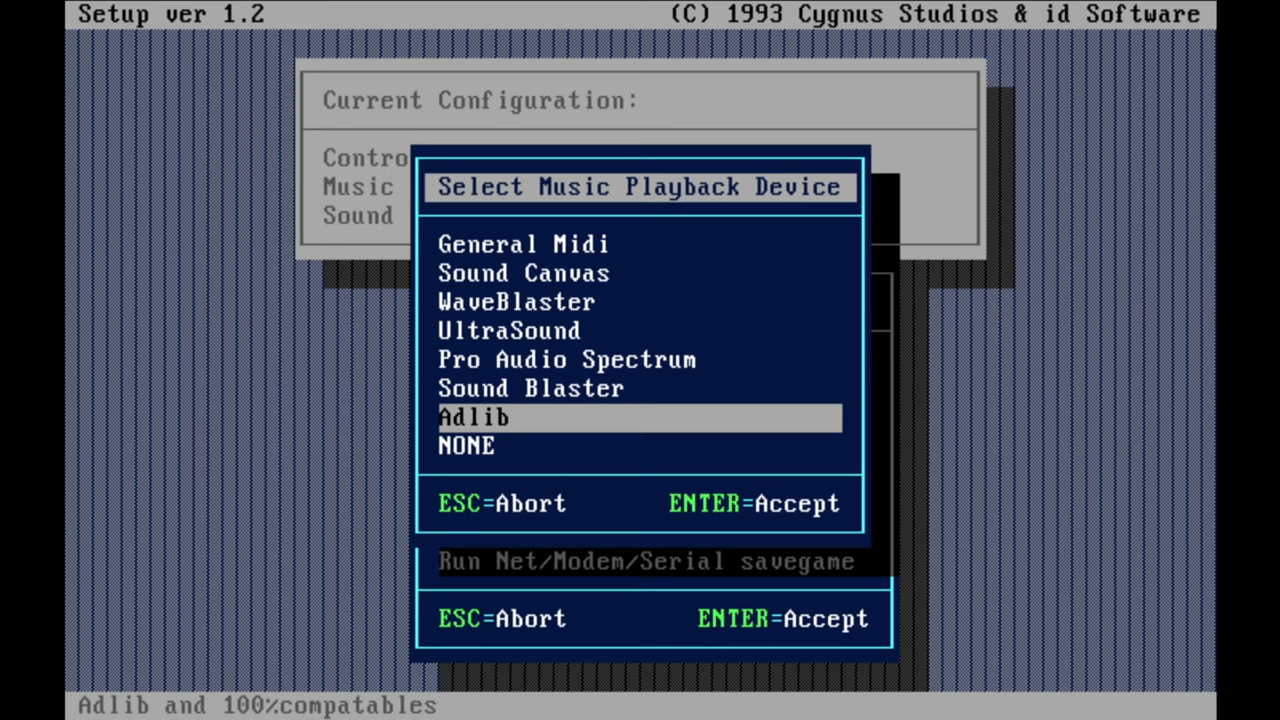 Setup ver 1.2 (C) 1993 Cygnus Studios & id Software
Current Configuration:
Contro
Music
Sound
Select Music Playback Device
General Midi
Sound Canvas
WaveBlaster
UltraSound
Pro Audio Spectrum
Sound Blaster
Adlib
NONE
ESC=Abort ENTER=Accept
Run Net/Modem/Serial savegame
ESC=Abort ENTER=Accept
Adlib and 100%compatables